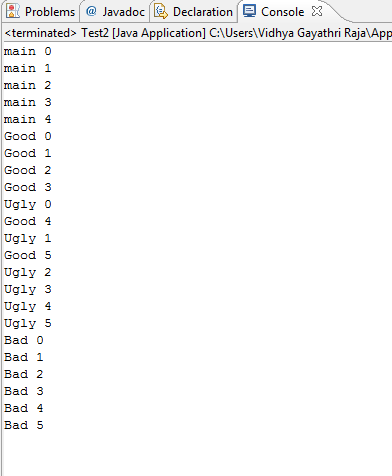 Problems @ Javadoc Declaration Console
<terminated> Test2 [Java Application] C:\Users\Vidhya Gayathri Raja\App
main 0
main 1
main 2
main 3
main 4
Good 0
Good 1
Good 2
Good 3
Ugly 0
Good 4
Ugly 1
Good 5
Ugly 2
Ugly 3
Ugly 4
Ugly 5
Bad 0
Bad 1
Bad 2
Bad 3
Bad 4
Bad 5